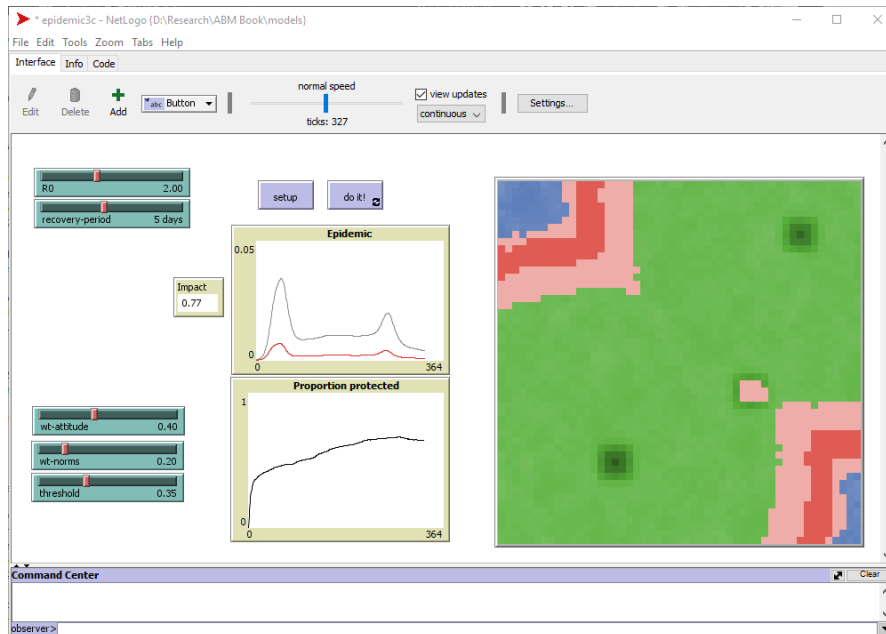 * epidemic3c - NetLogo {D:\Research\ABM Book\models}
File Edit Tools Zoom Tabs Help
Interface Info Code
Edit Delete Add abc Button normal speed ticks: 327 view updates continuous Settings...
R0 2.00
recovery-period 5 days
setup do it!
Epidemic
0.05
0
0 364
Impact
0.77
Proportion protected
1
0
0 364
wt-attitude 0.40
wt-norms 0.20
threshold 0.35
Command Center Clear
observer>